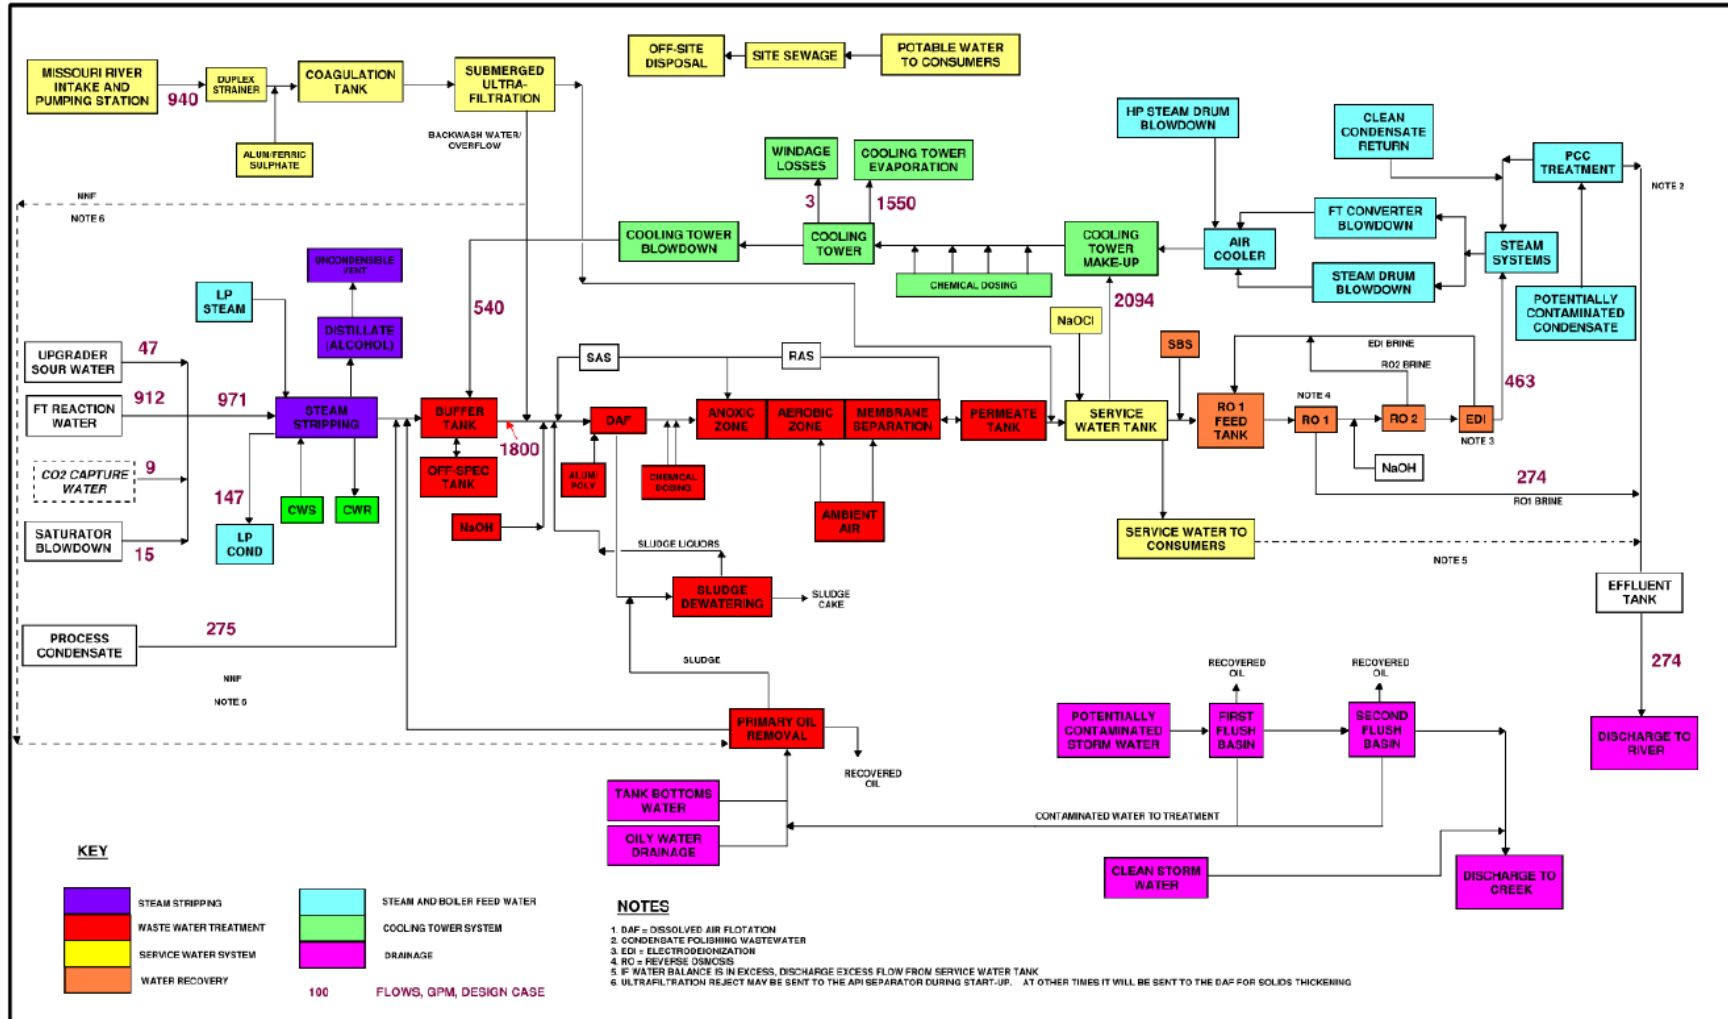 OFF-SITE
DISPOSAL
SITE SEWAGE
POTABLE WATER
TO CONSUMERS
MISSOURI RIVER
INTAKE AND
PUMPING STATION
940
DUPLEX
STRAINER
COAGULATION
TANK
SUBMERGED
ULTRA-
FILTRATION
ALUM/FERRIC
SULPHATE
BACKWASH WATER/
OVERFLOW
NNF
NOTE 6
WINDAGE
LOSSES
COOLING TOWER
EVAPORATION
3
1550
HP STEAM DRUM
BLOWDOWN
CLEAN
CONDENSATE
RETURN
PCC
TREATMENT
NOTE 2
COOLING TOWER
BLOWDOWN
COOLING
TOWER
COOLING
TOWER
MAKE-UP
CHEMICAL DOSING
AIR
COOLER
FT CONVERTER
BLOWDOWN
STEAM DRUM
BLOWDOWN
STEAM
SYSTEMS
POTENTIALLY
CONTAMINATED
CONDENSATE
UNCONDENSIBLE
VENT
LP
STEAM
DISTILLATE
(ALCOHOL)
540
2094
NaOCl
SBS
EDI BRINE
RO2 BRINE
463
UPGRADER
SOUR WATER
47
FT REACTION
WATER
912
971
CO2 CAPTURE
WATER
9
SATURATOR
BLOWDOWN
15
STEAM
STRIPPING
147
LP
COND
CWS
CWR
BUFFER
TANK
OFF-SPEC
TANK
1800
SAS
RAS
DAF
ANOXIC
ZONE
AEROBIC
ZONE
MEMBRANE
SEPARATION
PERMEATE
TANK
SERVICE
WATER TANK
RO 1
FEED
TANK
NOTE 4
RO 1
RO 2
EDI
NOTE 3
NaOH
274
RO1 BRINE
NaOH
ALUM/
POLY
CHEMICAL
DOSING
AMBIENT
AIR
SERVICE WATER TO
CONSUMERS
NOTE 5
SLUDGE LIQUORS
SLUDGE
DEWATERING
SLUDGE
CAKE
EFFLUENT
TANK
PROCESS
CONDENSATE
275
NNF
NOTE 6
SLUDGE
274
PRIMARY OIL
REMOVAL
RECOVERED
OIL
RECOVERED
OIL
RECOVERED
OIL
POTENTIALLY
CONTAMINATED
STORM WATER
FIRST
FLUSH
BASIN
SECOND
FLUSH
BASIN
DISCHARGE TO
RIVER
TANK BOTTOMS
WATER
OILY WATER
DRAINAGE
CONTAMINATED WATER TO TREATMENT
CLEAN STORM
WATER
DISCHARGE TO
CREEK
KEY
STEAM STRIPPING
WASTE WATER TREATMENT
SERVICE WATER SYSTEM
WATER RECOVERY
STEAM AND BOILER FEED WATER
COOLING TOWER SYSTEM
DRAINAGE
100 FLOWS, GPM, DESIGN CASE
NOTES
1. DAF = DISSOLVED AIR FLOTATION
2. CONDENSATE POLISHING WASTEWATER
3. EDI = ELECTRODEIONIZATION
4. RO = REVERSE OSMOSIS
5. IF WATER BALANCE IS IN EXCESS, DISCHARGE EXCESS FLOW FROM SERVICE WATER TANK
6. ULTRAFILTRATION REJECT MAY BE SENT TO THE API SEPARATOR DURING START-UP. AT OTHER TIMES IT WILL BE SENT TO THE DAF FOR SOLIDS THICKENING